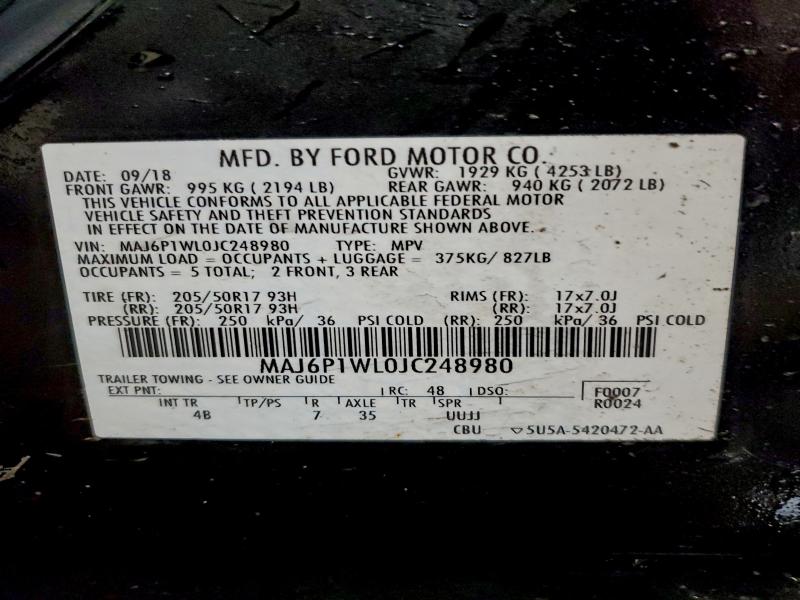 MFD. BY FORD MOTOR CO.
DATE: 09/18 GVWR: 1929 KG ( 4253 LB)
FRONT GAWR: 995 KG ( 2194 LB) REAR GAWR: 940 KG ( 2072 LB)
THIS VEHICLE CONFORMS TO ALL APPLICABLE FEDERAL MOTOR
VEHICLE SAFETY AND THEFT PREVENTION STANDARDS
IN EFFECT ON THE DATE OF MANUFACTURE SHOWN ABOVE.
VIN: MAJ6P1WL0JC248980 TYPE: MPV
MAXIMUM LOAD = OCCUPANTS + LUGGAGE = 375KG/ 827LB
OCCUPANTS = 5 TOTAL; 2 FRONT, 3 REAR
TIRE (FR): 205/50R17 93H RIMS (FR): 17x7.0J
(RR): 205/50R17 93H (RR): 17x7.0J
PRESSURE (FR): 250 kPa/ 36 PSI COLD (RR): 250 kPa/ 36 PSI COLD
MAJ6P1WL0JC248980
TRAILER TOWING - SEE OWNER GUIDE
EXT PNT: RC: 48 DSO: F0007
R0024
INT TR TP/PS R AXLE TR SPR
4B 7 35 UUJJ
CBU 5U5A-5420472-AA